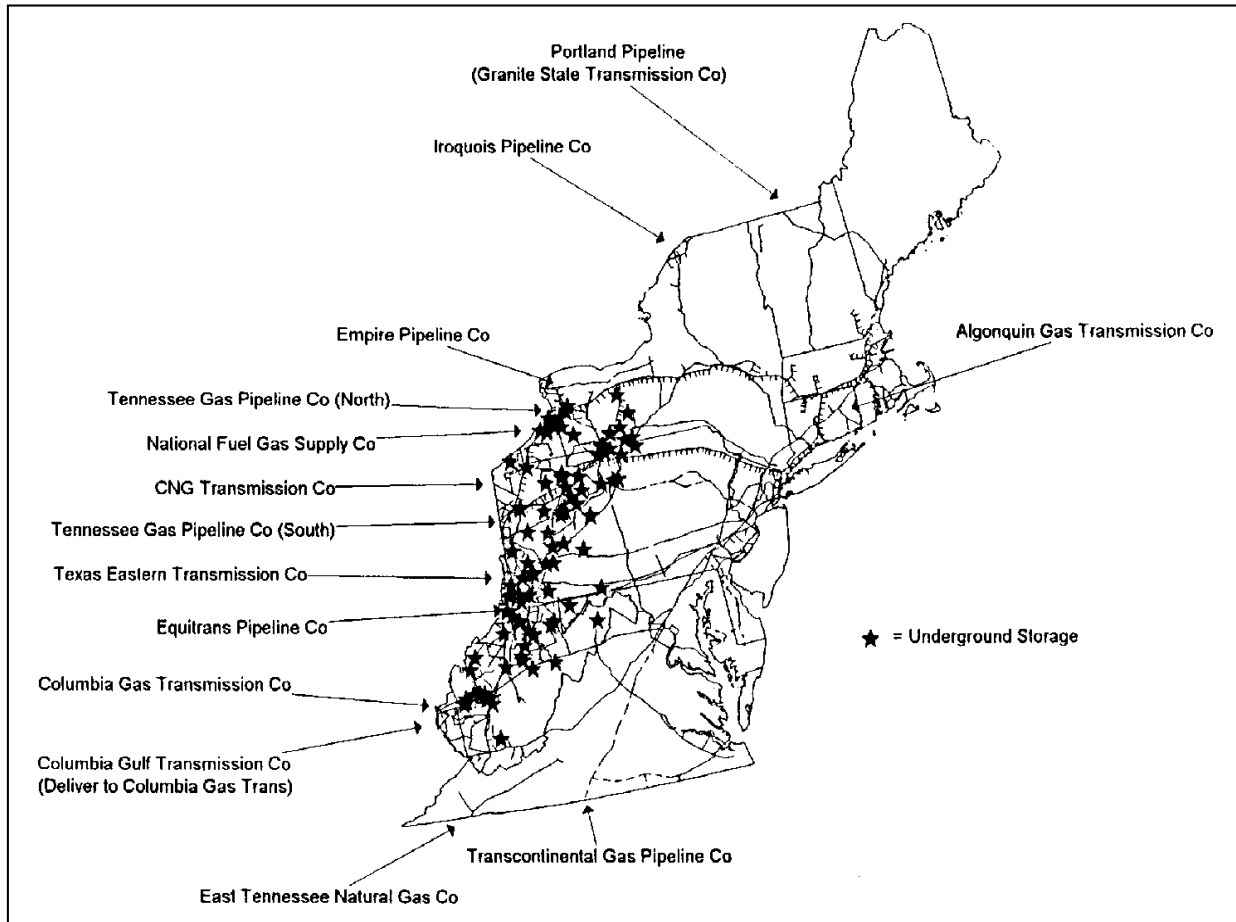 Portland Pipeline
(Granite State Transmission Co)
Iroquois Pipeline Co
Empire Pipeline Co
Algonquin Gas Transmission Co
Tennessee Gas Pipeline Co (North)
National Fuel Gas Supply Co
CNG Transmission Co
Tennessee Gas Pipeline Co (South)
Texas Eastern Transmission Co
Equitrans Pipeline Co
= Underground Storage
Columbia Gas Transmission Co
Columbia Gulf Transmission Co
(Deliver to Columbia Gas Trans)
Transcontinental Gas Pipeline Co
East Tennessee Natural Gas Co